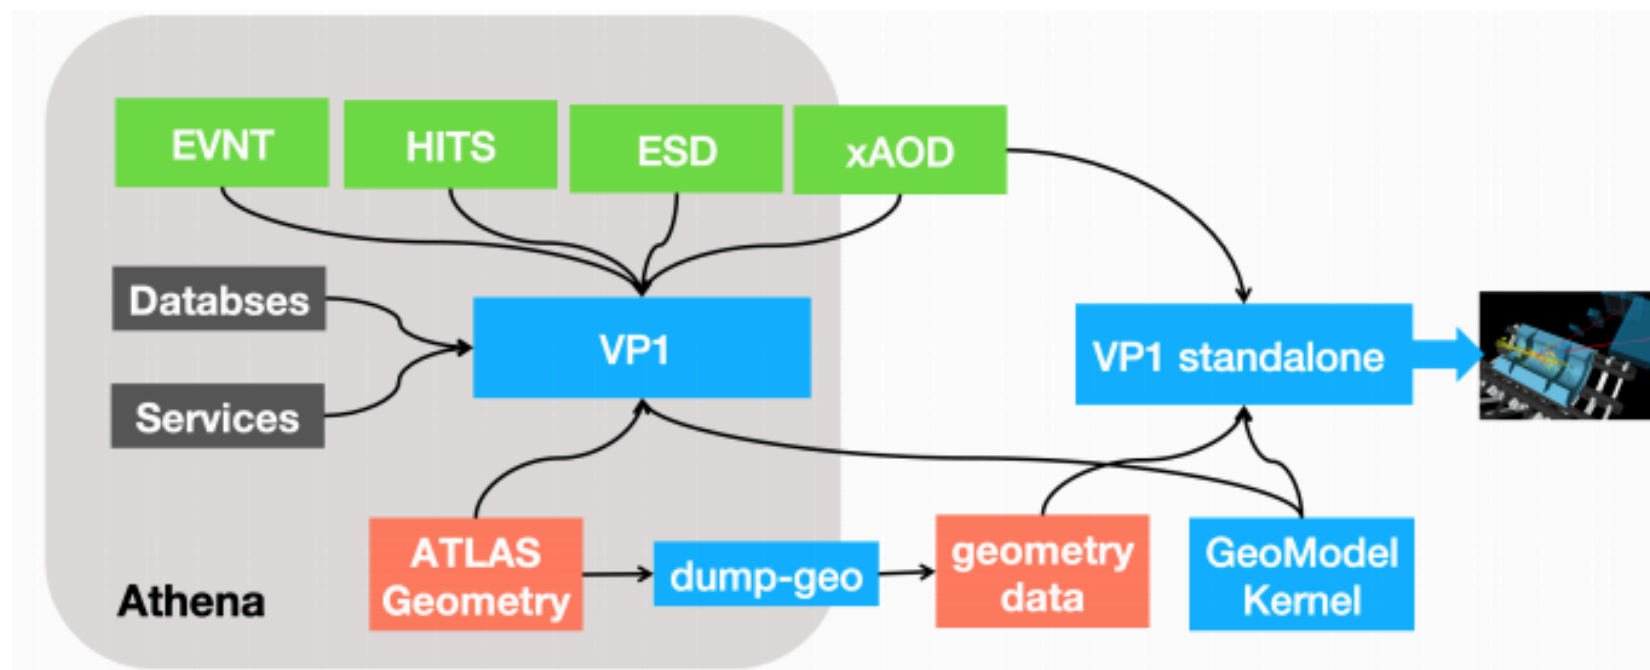 EVNT
HITS
ESD
xAOD
Databses
VP1
VP1 standalone
Services
ATLAS
Geometry
dump-geo
geometry
data
GeoModel
Kernel
Athena